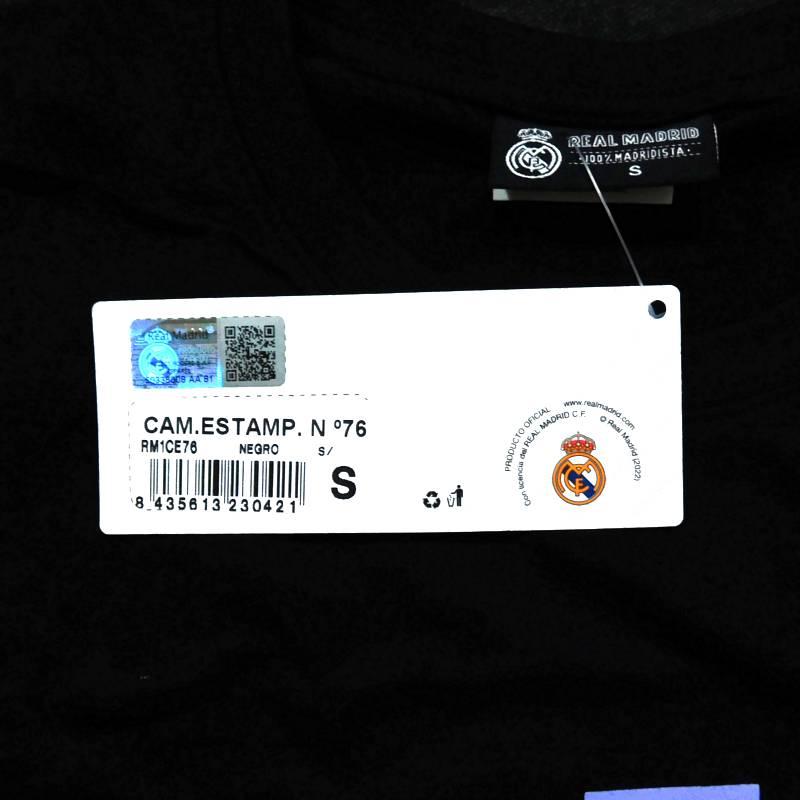 REAL MADRID
·100% MADRIDISTA·
S
Real Madrid
CAM.ESTAMP. N º76
RM1CE76 NEGRO S/
S
8 435613 230421
PRODUCTO OFICIAL www.realmadrid.com
Con licencia del REAL MADRID C.F. © Real Madrid (2022)